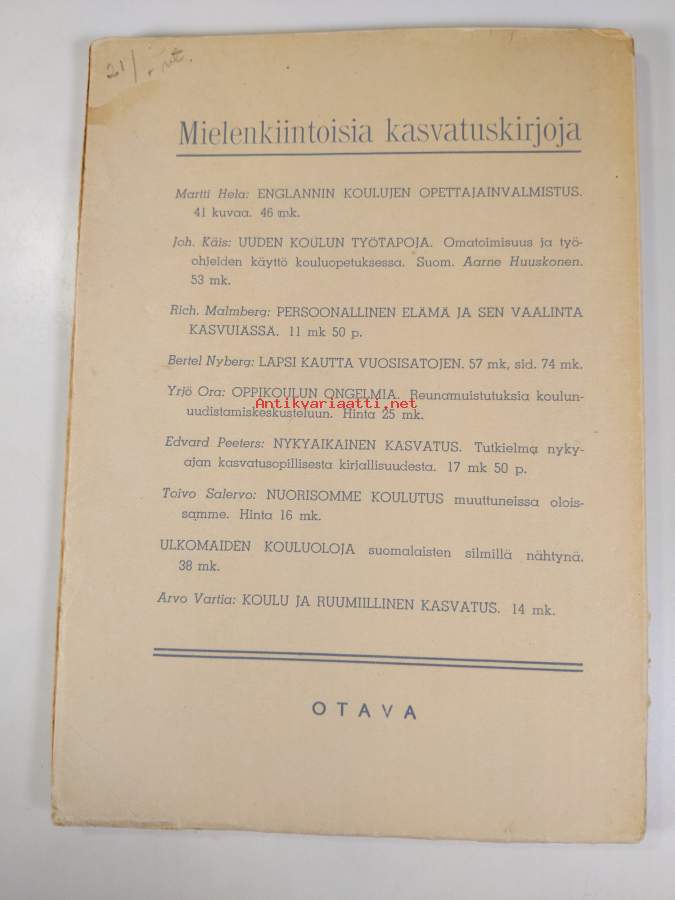 21/
Mielenkiintoisia kasvatuskirjoja
Martti Hela: ENGLANNIN KOULUJEN OPETTAJAINVALMISTUS.
41 kuvaa. 46 mk.
Joh. Käis: UUDEN KOULUN TYÖTAPOJA. Omatoimisuus ja työ-
ohjeiden käyttö kouluopetuksessa. Suom. Aarne Huuskonen.
53 mk.
Rich. Malmberg: PERSOONALLINEN ELÄMÄ JA SEN VAALINTA
KASVUIÄSSÄ. 11 mk 50 p.
Bertel Nyberg: LAPSI KAUTTA VUOSISATOJEN. 57 mk, sid. 74 mk.
Yrjö Ora: OPPIKOULUN ONGELMIA. Reunamuistutuksia koulun-
Antikvariaatti.net
uudistamiskeskusteluun. Hinta 25 mk.
Edvard Peeters: NYKYAIKAINEN KASVATUS. Tutkielma nyky-
ajan kasvatusopillisesta kirjallisuudesta. 17 mk 50 p.
Toivo Salervo: NUORISOMME KOULUTUS muuttuneissa olois-
samme. Hinta 16 mk.
ULKOMAIDEN KOULUOLOJA suomalaisten silmillä nähtynä.
38 mk.
Arvo Vartia: KOULU JA RUUMIILLINEN KASVATUS. 14 mk.
OTAVA